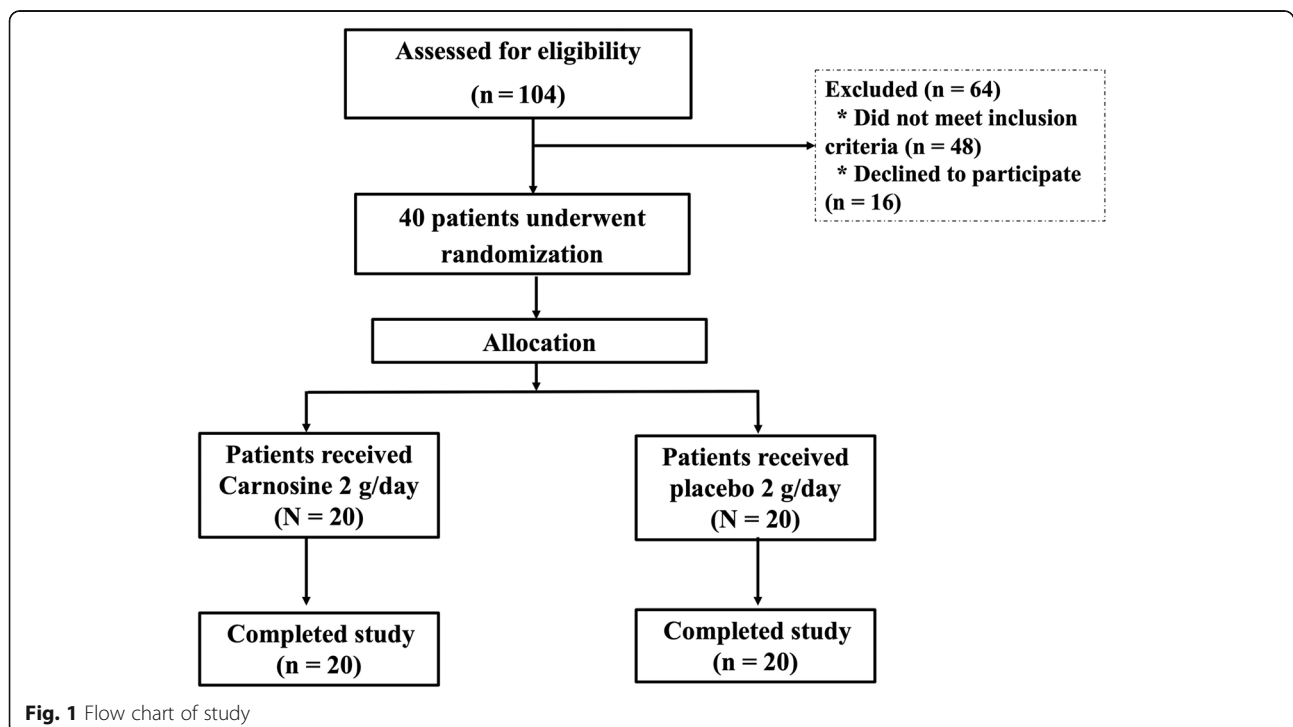 Assessed for eligibility
(n = 104)
Excluded (n = 64)
* Did not meet inclusion
criteria (n = 48)
* Declined to participate
(n = 16)
40 patients underwent
randomization
Allocation
Patients received
Carnosine 2 g/day
(N = 20)
Patients received
placebo 2 g/day
(N = 20)
Completed study
(n = 20)
Completed study
(n = 20)
Fig. 1 Flow chart of study